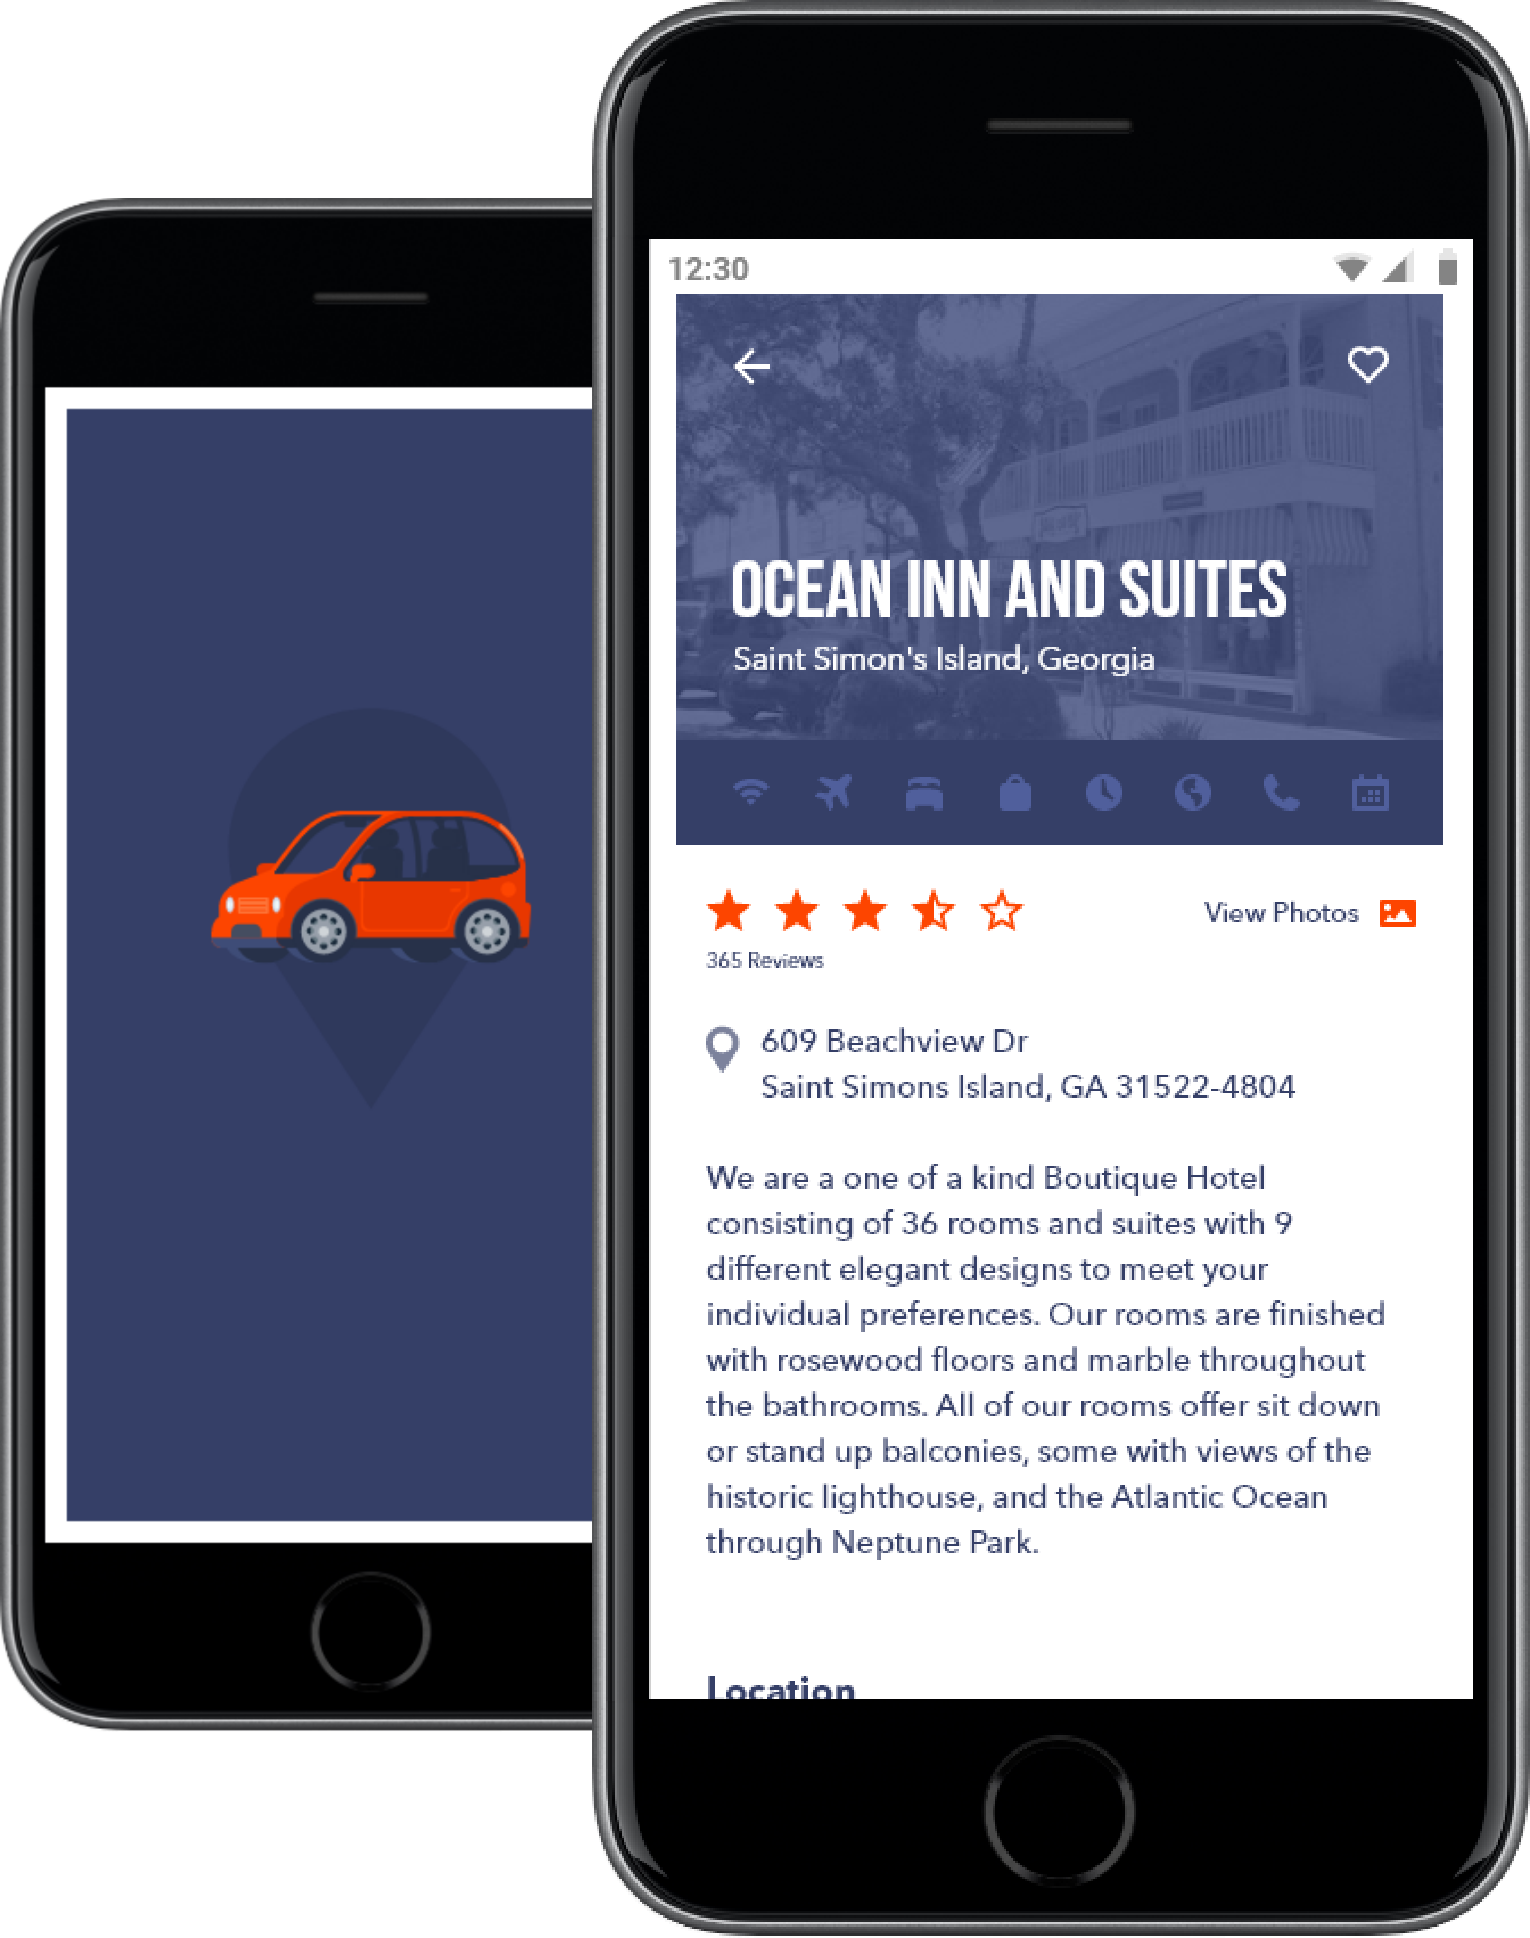 12:30
OCEAN INN AND SUITES
Saint Simon's Island, Georgia
View Photos
365 Reviews
609 Beachview Dr
Saint Simons Island, GA 31522-4804
We are a one of a kind Boutique Hotel
consisting of 36 rooms and suites with 9
different elegant designs to meet your
individual preferences. Our rooms are finished
with rosewood floors and marble throughout
the bathrooms. All of our rooms offer sit down
or stand up balconies, some with views of the
historic lighthouse, and the Atlantic Ocean
through Neptune Park.
Location